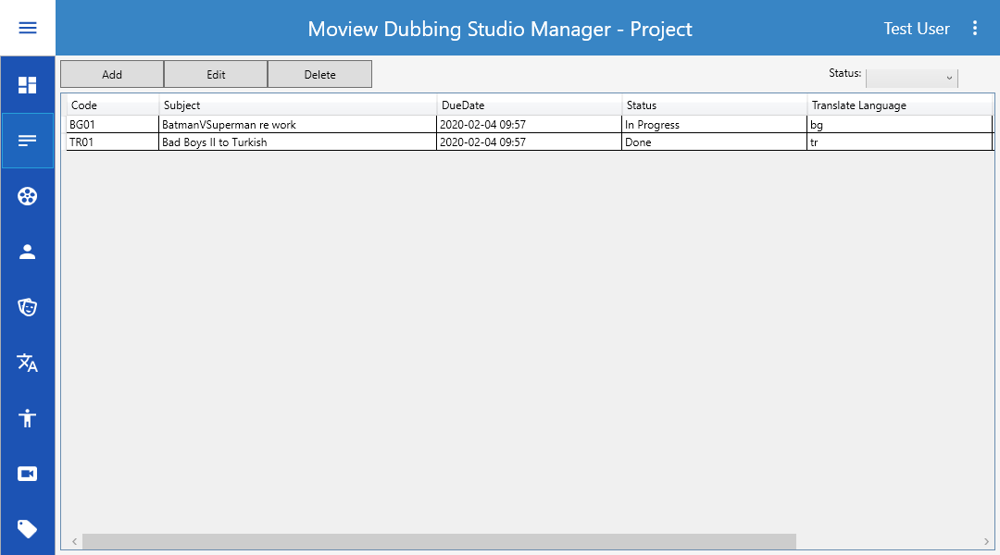 Moview Dubbing Studio Manager - Project
Test User
Add Edit Delete Status:
Code Subject DueDate Status Translate Language
BG01 BatmanVSuperman re work 2020-02-04 09:57 In Progress bg
TR01 Bad Boys II to Turkish 2020-02-04 09:57 Done tr